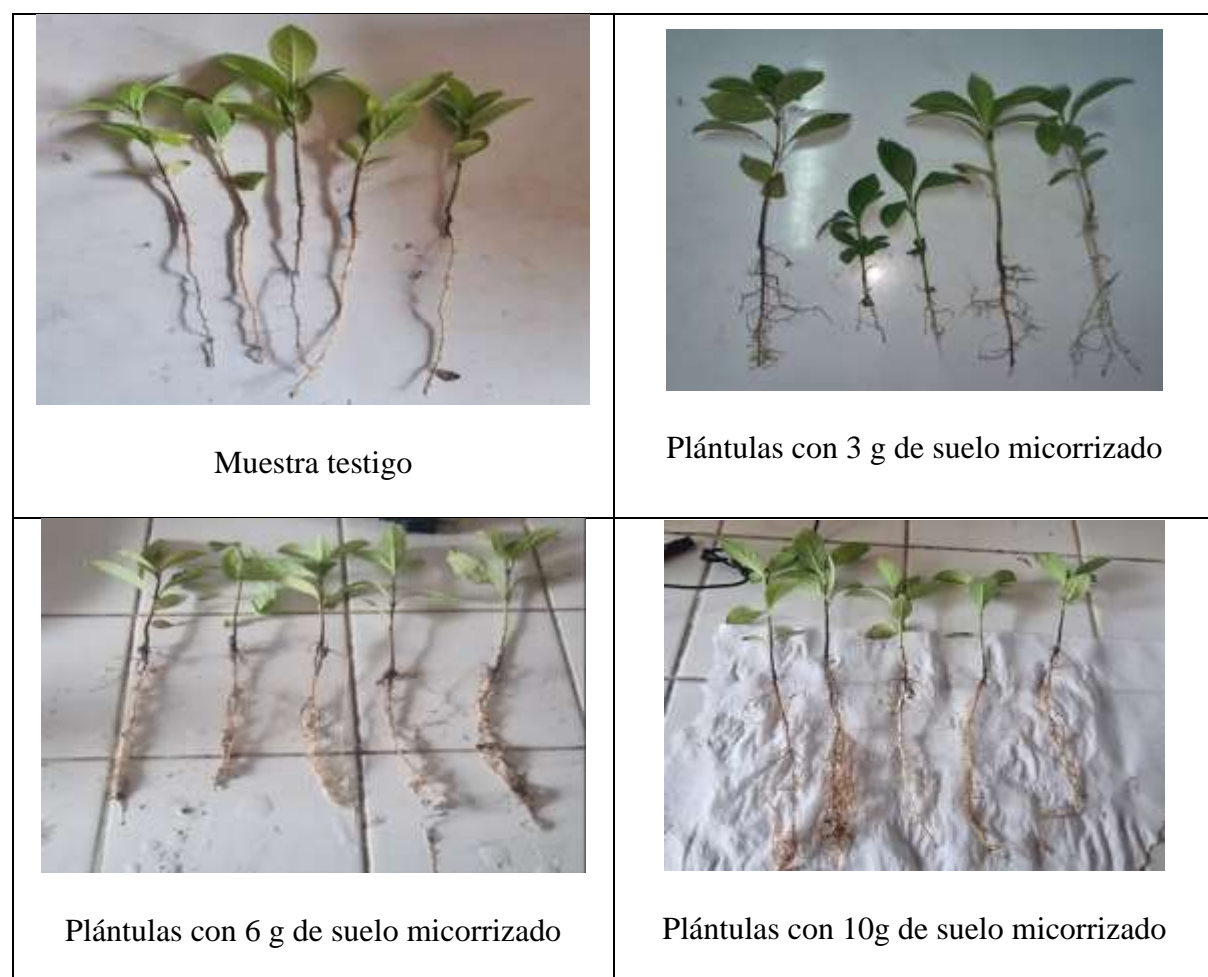 Muestra testigo
Plántulas con 3 g de suelo micorrizado
Plántulas con 6 g de suelo micorrizado
Plántulas con 10g de suelo micorrizado